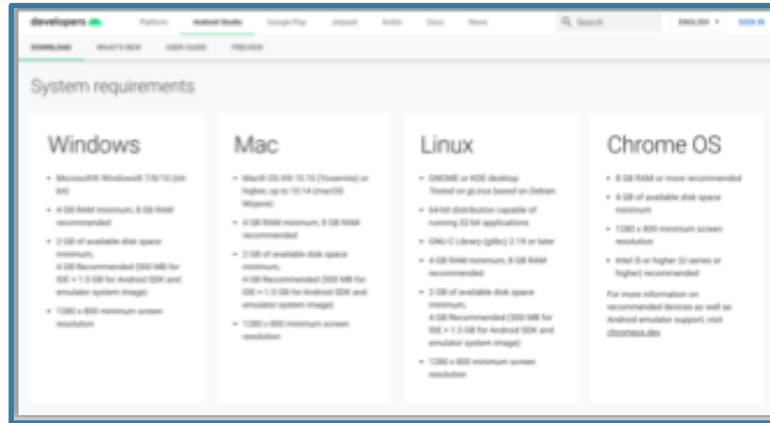 developers
Platform
Android Studio
Google Play
Jetpack
Kotlin
Docs
News
Search
ENGLISH
SIGN IN
DOWNLOAD
WHAT'S NEW
USER GUIDE
PREVIEW
System requirements
Windows
• Microsoft® Windows® 7/8/10 (64-
bit)
• 4 GB RAM minimum, 8 GB RAM
recommended
• 2 GB of available disk space
minimum,
4 GB Recommended (500 MB for
IDE + 1.5 GB for Android SDK and
emulator system image)
• 1280 x 800 minimum screen
resolution
Mac
• Mac® OS X® 10.10 (Yosemite) or
higher, up to 10.14 (macOS
Mojave)
• 4 GB RAM minimum, 8 GB RAM
recommended
• 2 GB of available disk space
minimum,
4 GB Recommended (500 MB for
IDE + 1.5 GB for Android SDK and
emulator system image)
• 1280 x 800 minimum screen
resolution
Linux
• GNOME or KDE desktop
Tested on gLinux based on Debian
• 64-bit distribution capable of
running 32-bit applications
• GNU C Library (glibc) 2.19 or later
• 4 GB RAM minimum, 8 GB RAM
recommended
• 2 GB of available disk space
minimum,
4 GB Recommended (500 MB for
IDE + 1.5 GB for Android SDK and
emulator system image)
• 1280 x 800 minimum screen
resolution
Chrome OS
• 8 GB RAM or more recommended
• 4 GB of available disk space
minimum
• 1280 x 800 minimum screen
resolution
• Intel i5 or higher (U series or
higher) recommended
For more information on
recommended devices as well as
Android emulator support, visit
chromeos.dev